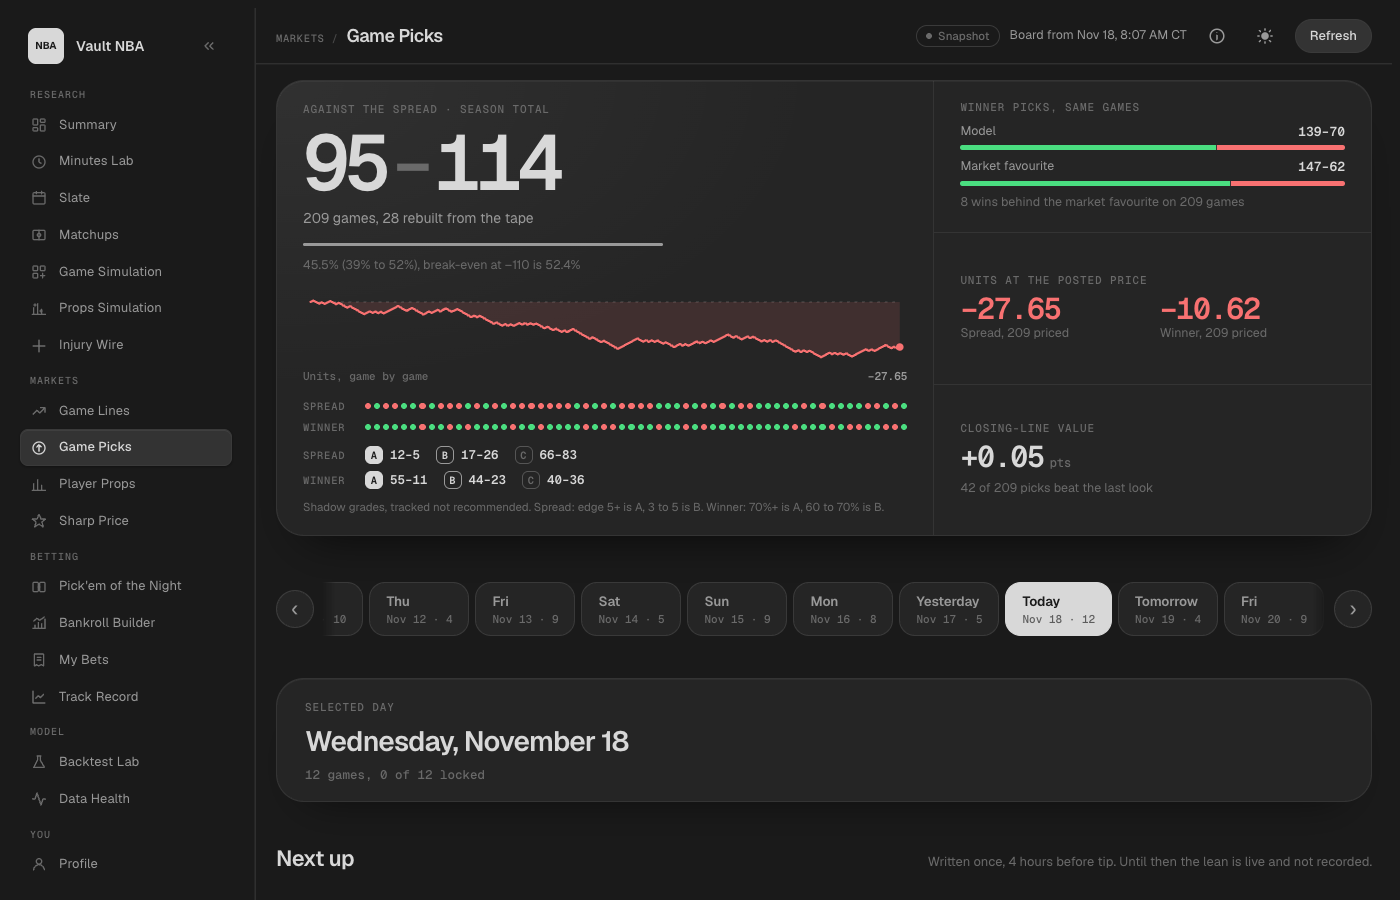 NBA
Vault NBA
RESEARCH
Summary
Minutes Lab
Slate
Matchups
Game Simulation
Props Simulation
Injury Wire
MARKETS
Game Lines
Game Picks
Player Props
Sharp Price
BETTING
Pick'em of the Night
Bankroll Builder
My Bets
Track Record
MODEL
Backtest Lab
Data Health
YOU
Profile
MARKETS / Game Picks
Snapshot Board from Nov 18, 8:07 AM CT Refresh
AGAINST THE SPREAD · SEASON TOTAL
95–114
209 games, 28 rebuilt from the tape
45.5% (39% to 52%), break-even at −110 is 52.4%
Units, game by game −27.65
SPREAD
WINNER
SPREAD A 12-5 B 17-26 C 66-83
WINNER A 55-11 B 44-23 C 40-36
Shadow grades, tracked not recommended. Spread: edge 5+ is A, 3 to 5 is B. Winner: 70%+ is A, 60 to 70% is B.
WINNER PICKS, SAME GAMES
Model 139-70
Market favourite 147-62
8 wins behind the market favourite on 209 games
UNITS AT THE POSTED PRICE
−27.65 −10.62
Spread, 209 priced Winner, 209 priced
CLOSING-LINE VALUE
+0.05 pts
42 of 209 picks beat the last look
Thu Fri Sat Sun Mon Yesterday Today Tomorrow Fri
10 Nov 12 · 4 Nov 13 · 9 Nov 14 · 5 Nov 15 · 9 Nov 16 · 8 Nov 17 · 5 Nov 18 · 12 Nov 19 · 4 Nov 20 · 9
SELECTED DAY
Wednesday, November 18
12 games, 0 of 12 locked
Next up
Written once, 4 hours before tip. Until then the lean is live and not recorded.